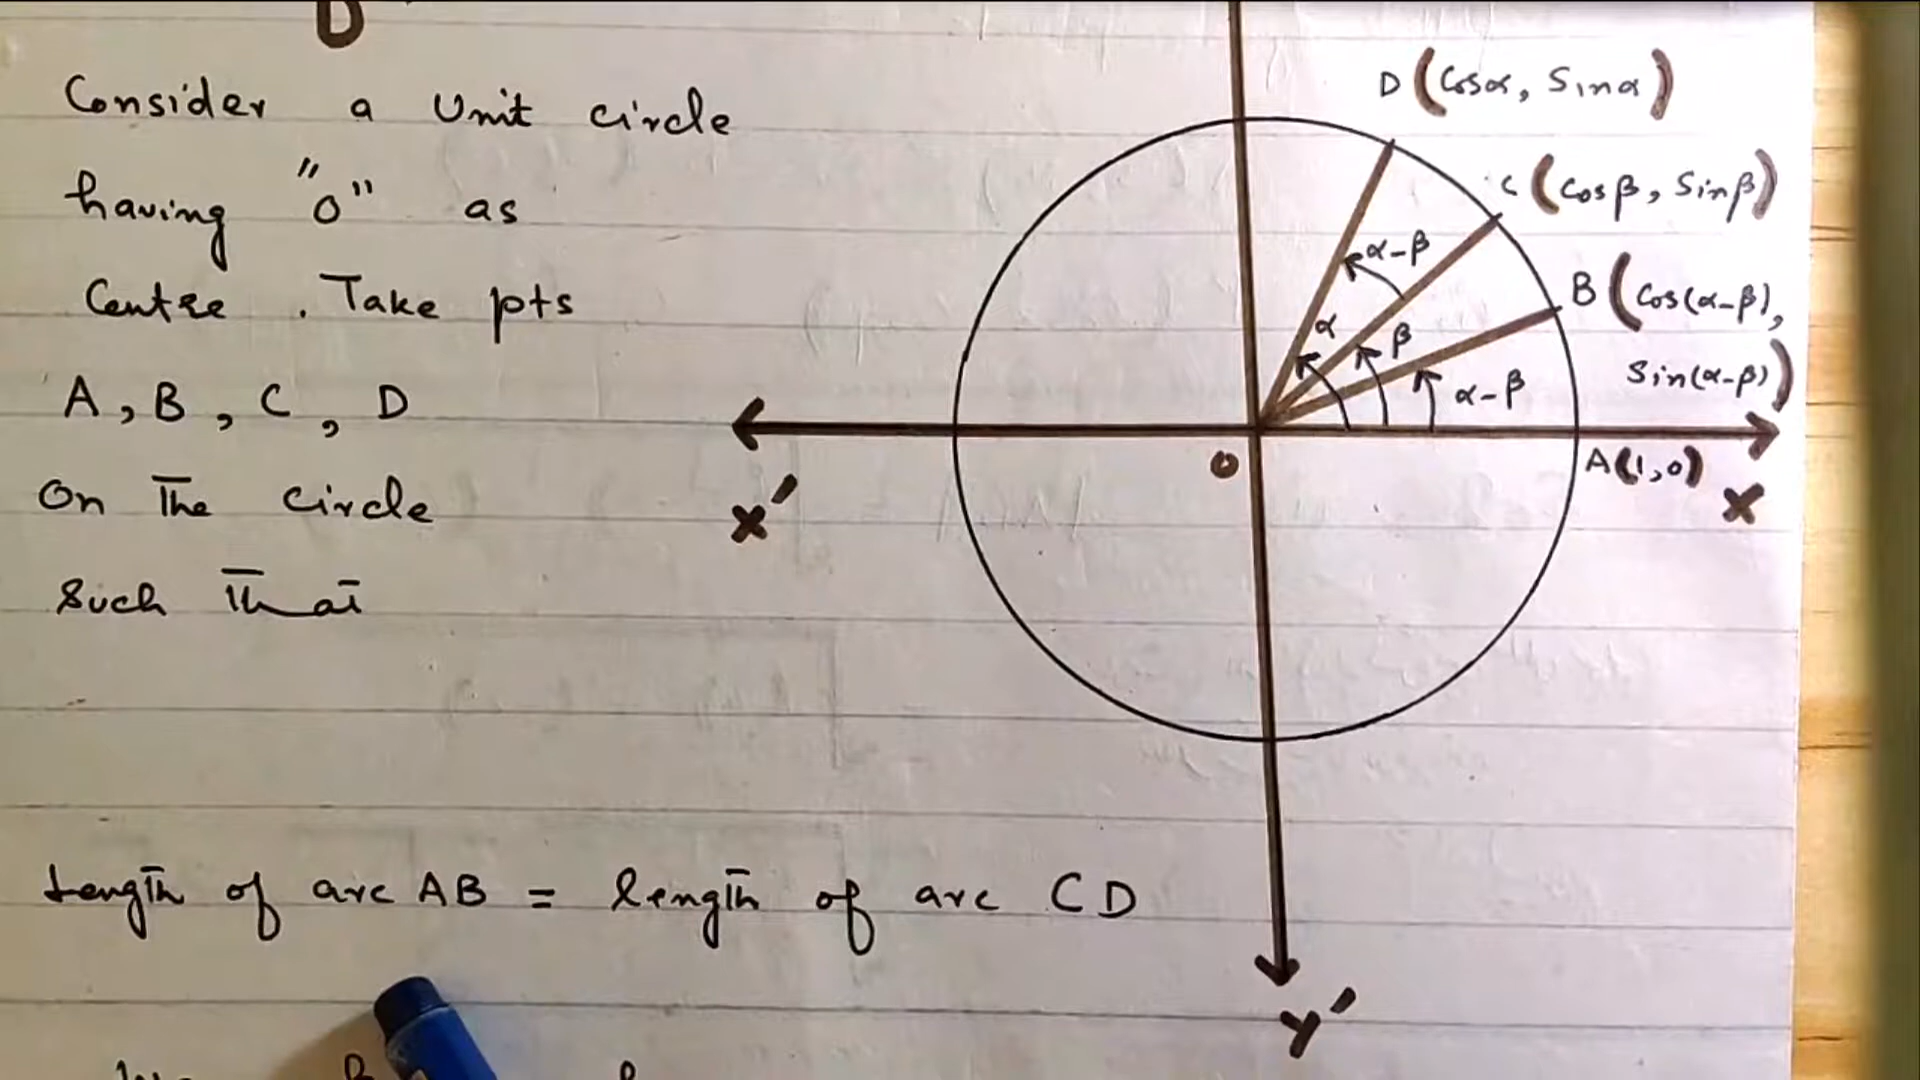 Consider a Unit circle
having "O" as
Centre . Take pts
A , B , C , D
On The circle
Such That
Length of arc AB = length of arc CD
D (Cosα, Sinα)
C (Cosβ, Sinβ)
B (Cos(α-β),
Sin(α-β))
α-β
α
β
α-β
O
A(1,0)
X
X'
Y'